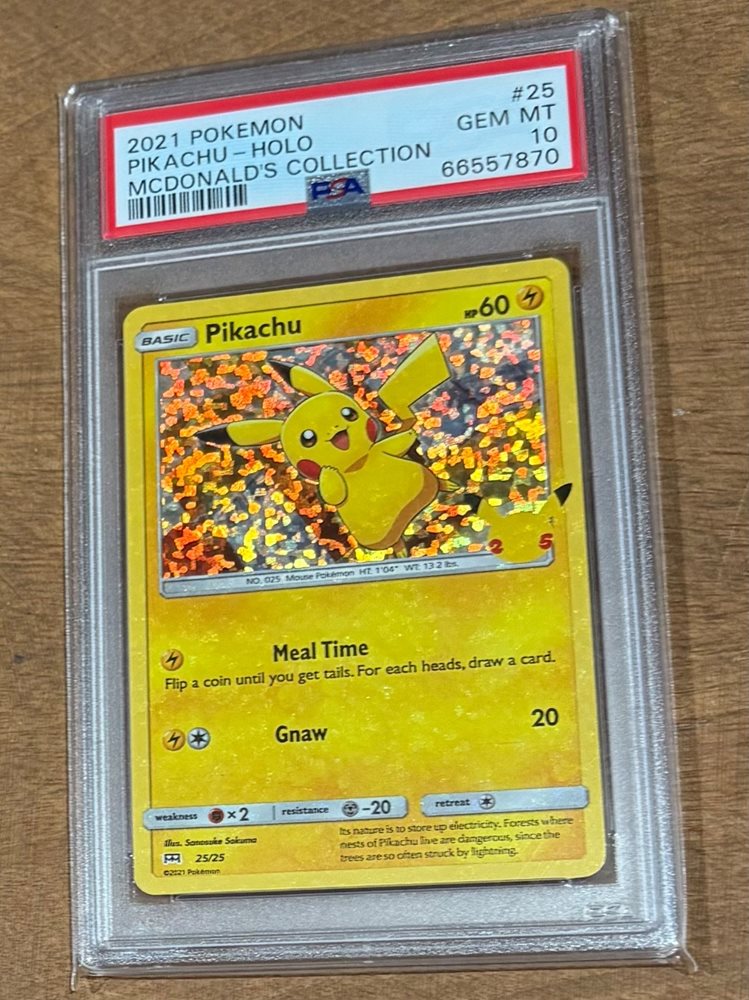 2021 POKEMON #25
PIKACHU – HOLO GEM MT
MCDONALD'S COLLECTION 10
66557870
PSA
BASIC Pikachu HP 60
2 5
NO. 025 Mouse Pokémon HT: 1'04" WT: 13.2 lbs.
Meal Time
Flip a coin until you get tails. For each heads, draw a card.
Gnaw 20
weakness ×2 resistance -20 retreat
Illus. Sanosuke Sakuma
25/25
©2021 Pokémon
Its nature is to store up electricity. Forests where
nests of Pikachu live are dangerous, since the
trees are so often struck by lightning.